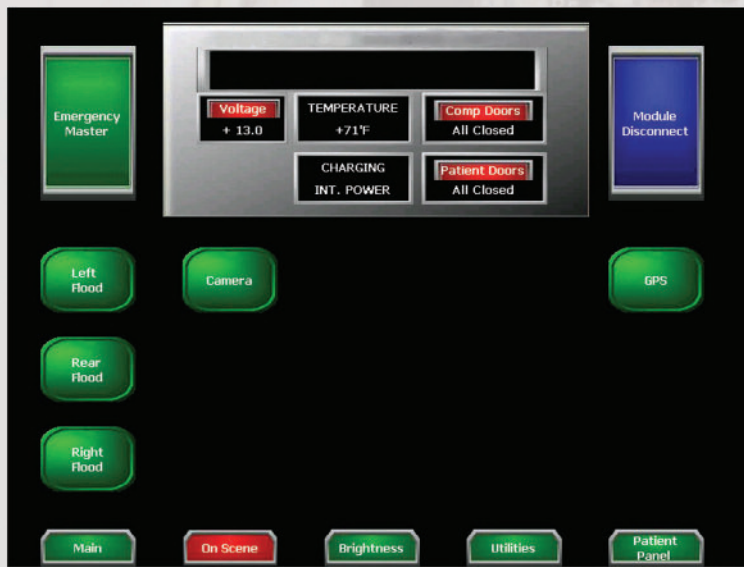 Emergency
Master
Voltage
+ 13.0
TEMPERATURE
+71°F
Comp Doors
All Closed
CHARGING
INT. POWER
Patient Doors
All Closed
Module
Disconnect
Left
Flood
Camera
GPS
Rear
Flood
Right
Flood
Main
On Scene
Brightness
Utilities
Patient
Panel